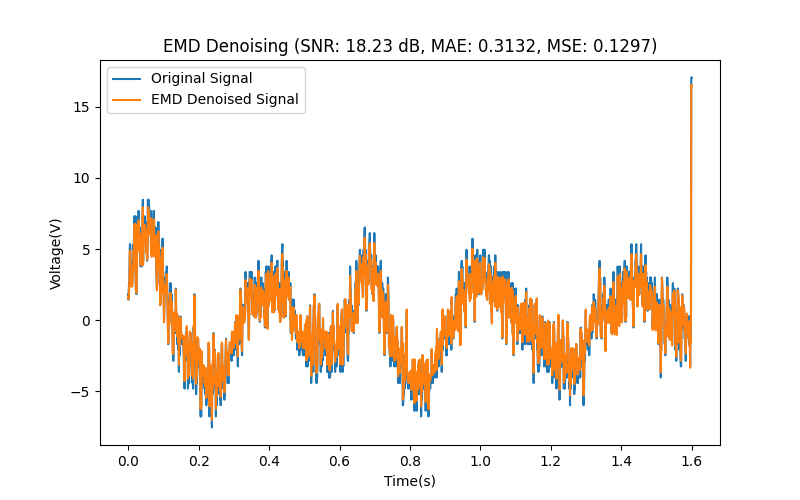 EMD Denoising (SNR: 18.23 dB, MAE: 0.3132, MSE: 0.1297)
Original Signal
EMD Denoised Signal
15
10
5
0
−5
Voltage(V)
0.0 0.2 0.4 0.6 0.8 1.0 1.2 1.4 1.6
Time(s)